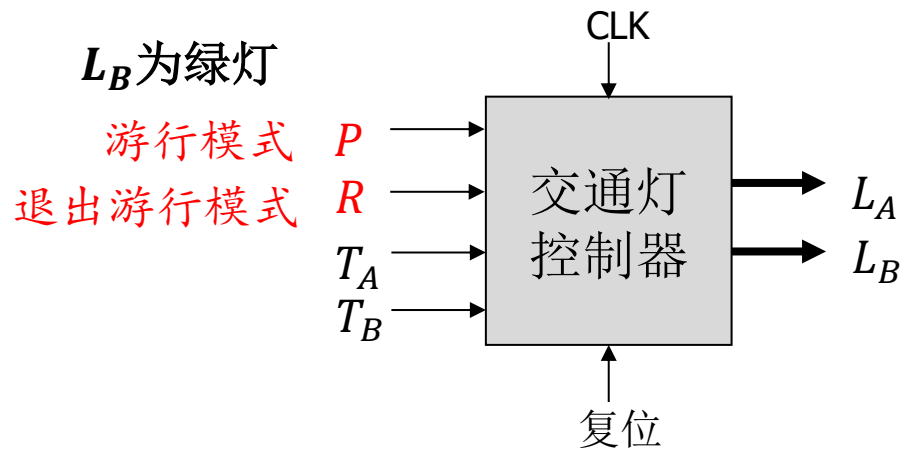 CLK
L_B为绿灯
游行模式 P
退出游行模式 R
T_A
T_B
交通灯
控制器
L_A
L_B
复位